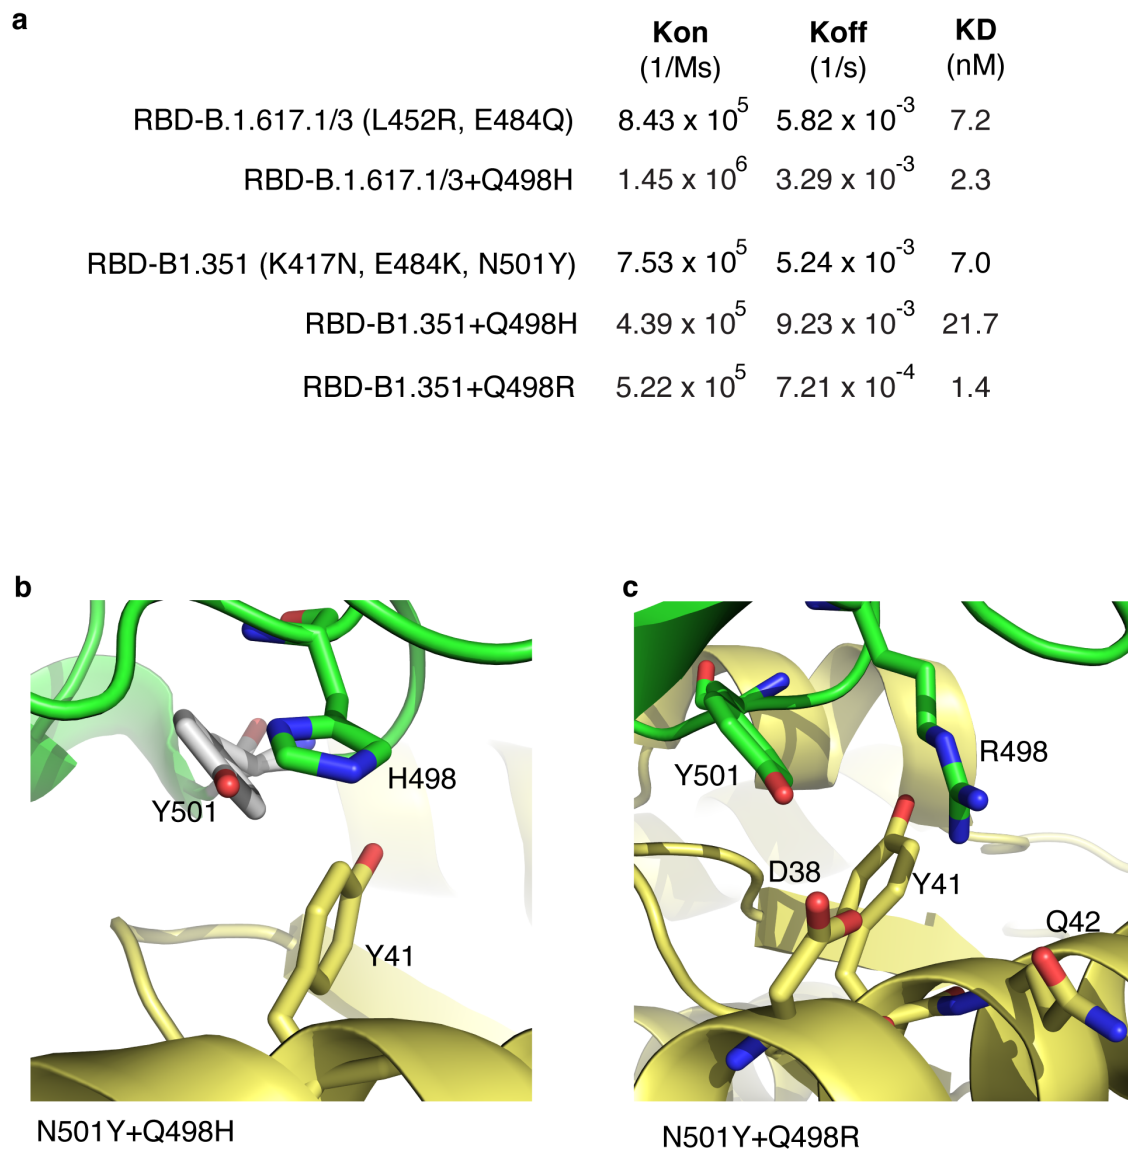 a
Kon Koff KD
(1/Ms) (1/s) (nM)
RBD-B.1.617.1/3 (L452R, E484Q) 8.43 x 10^5 5.82 x 10^-3 7.2
RBD-B.1.617.1/3+Q498H 1.45 x 10^6 3.29 x 10^-3 2.3
RBD-B1.351 (K417N, E484K, N501Y) 7.53 x 10^5 5.24 x 10^-3 7.0
RBD-B1.351+Q498H 4.39 x 10^5 9.23 x 10^-3 21.7
RBD-B1.351+Q498R 5.22 x 10^5 7.21 x 10^-4 1.4
b
H498
Y501
Y41
N501Y+Q498H
c
R498
Y501
D38
Y41
Q42
N501Y+Q498R